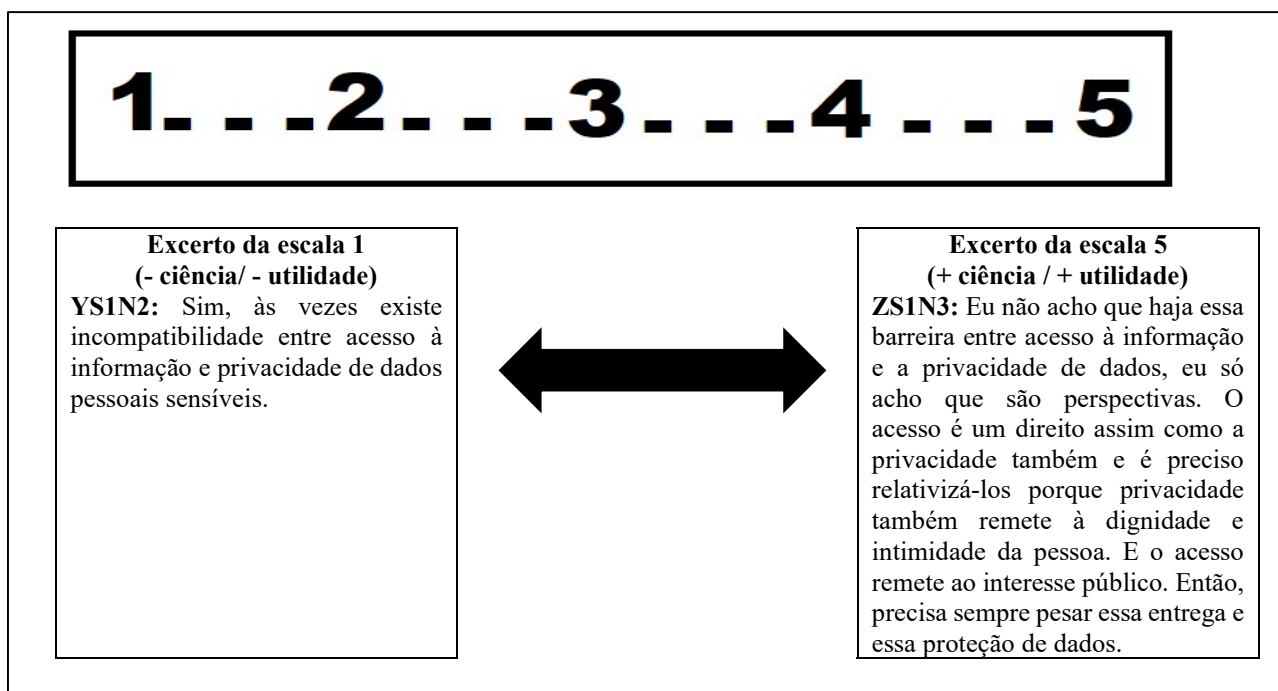 1 - - - 2 - - - 3 - - - 4 - - - 5
Excerto da escala 1
(- ciência/ - utilidade)
YS1N2: Sim, às vezes existe
incompatibilidade entre acesso à
informação e privacidade de dados
pessoais sensíveis.
Excerto da escala 5
(+ ciência / + utilidade)
ZS1N3: Eu não acho que haja essa
barreira entre acesso à informação
e a privacidade de dados, eu só
acho que são perspectivas. O
acesso é um direito assim como a
privacidade também e é preciso
relativizá-los porque privacidade
também remete à dignidade e
intimidade da pessoa. E o acesso
remete ao interesse público. Então,
precisa sempre pesar essa entrega e
essa proteção de dados.